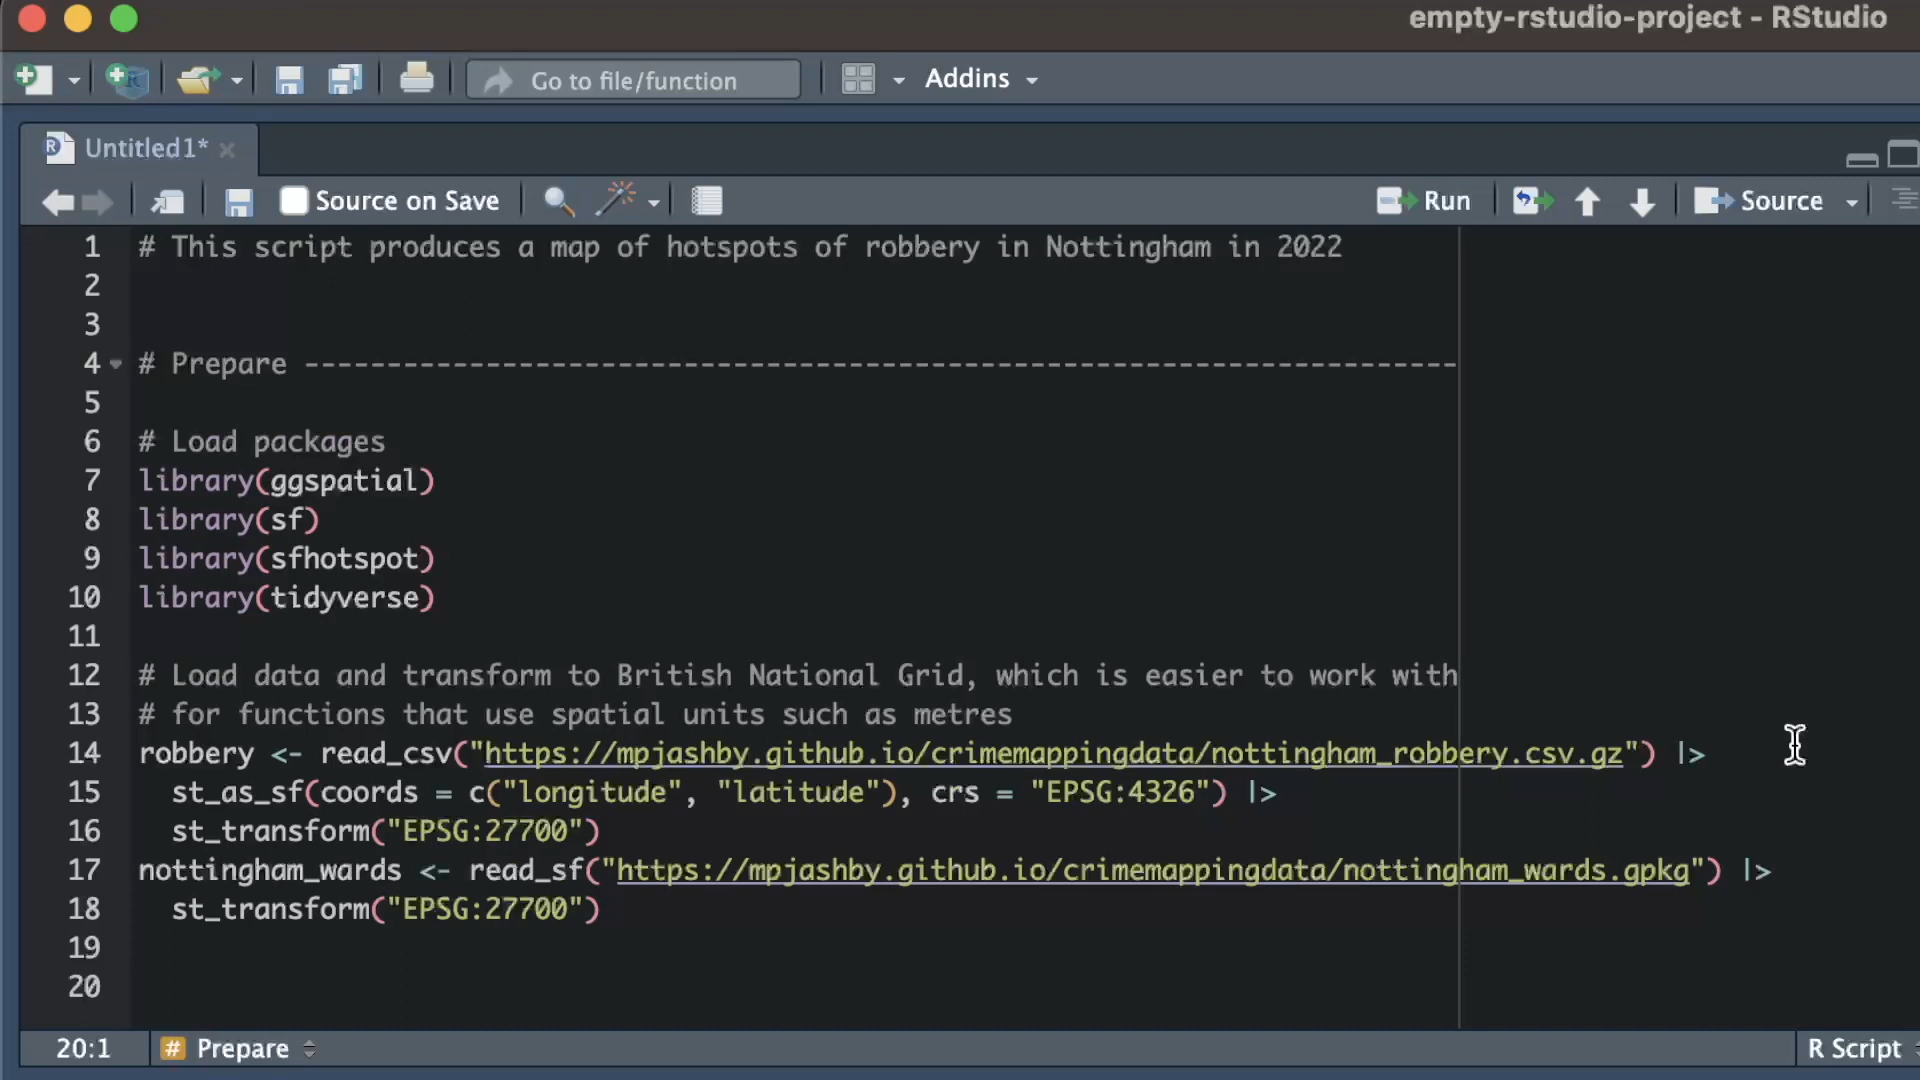 empty-rstudio-project - RStudio
Go to file/function
Addins
Untitled1*
Source on Save
Run
Source
1 # This script produces a map of hotspots of robbery in Nottingham in 2022
2
3
4 # Prepare ----------------------------------------------------------------------
5
6 # Load packages
7 library(ggspatial)
8 library(sf)
9 library(sfhotspot)
10 library(tidyverse)
11
12 # Load data and transform to British National Grid, which is easier to work with
13 # for functions that use spatial units such as metres
14 robbery <- read_csv("https://mpjashby.github.io/crimemappingdata/nottingham_robbery.csv.gz") |>
15   st_as_sf(coords = c("longitude", "latitude"), crs = "EPSG:4326") |>
16   st_transform("EPSG:27700")
17 nottingham_wards <- read_sf("https://mpjashby.github.io/crimemappingdata/nottingham_wards.gpkg") |>
18   st_transform("EPSG:27700")
19
20
20:1 # Prepare R Script